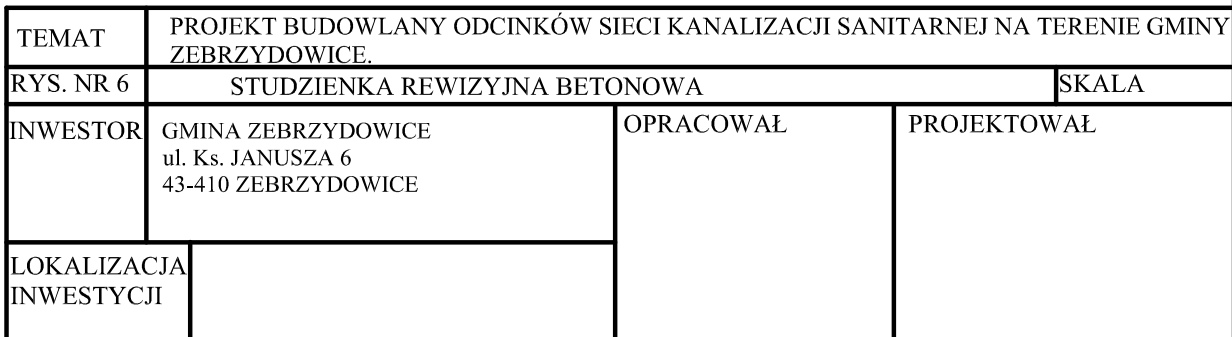 TEMAT
PROJEKT BUDOWLANY ODCINKÓW SIECI KANALIZACJI SANITARNEJ NA TERENIE GMINY
ZEBRZYDOWICE.
RYS. NR 6
STUDZIENKA REWIZYJNA BETONOWA
SKALA
INWESTOR
GMINA ZEBRZYDOWICE
ul. Ks. JANUSZA 6
43-410 ZEBRZYDOWICE
OPRACOWAŁ
PROJEKTOWAŁ
LOKALIZACJA
INWESTYCJI